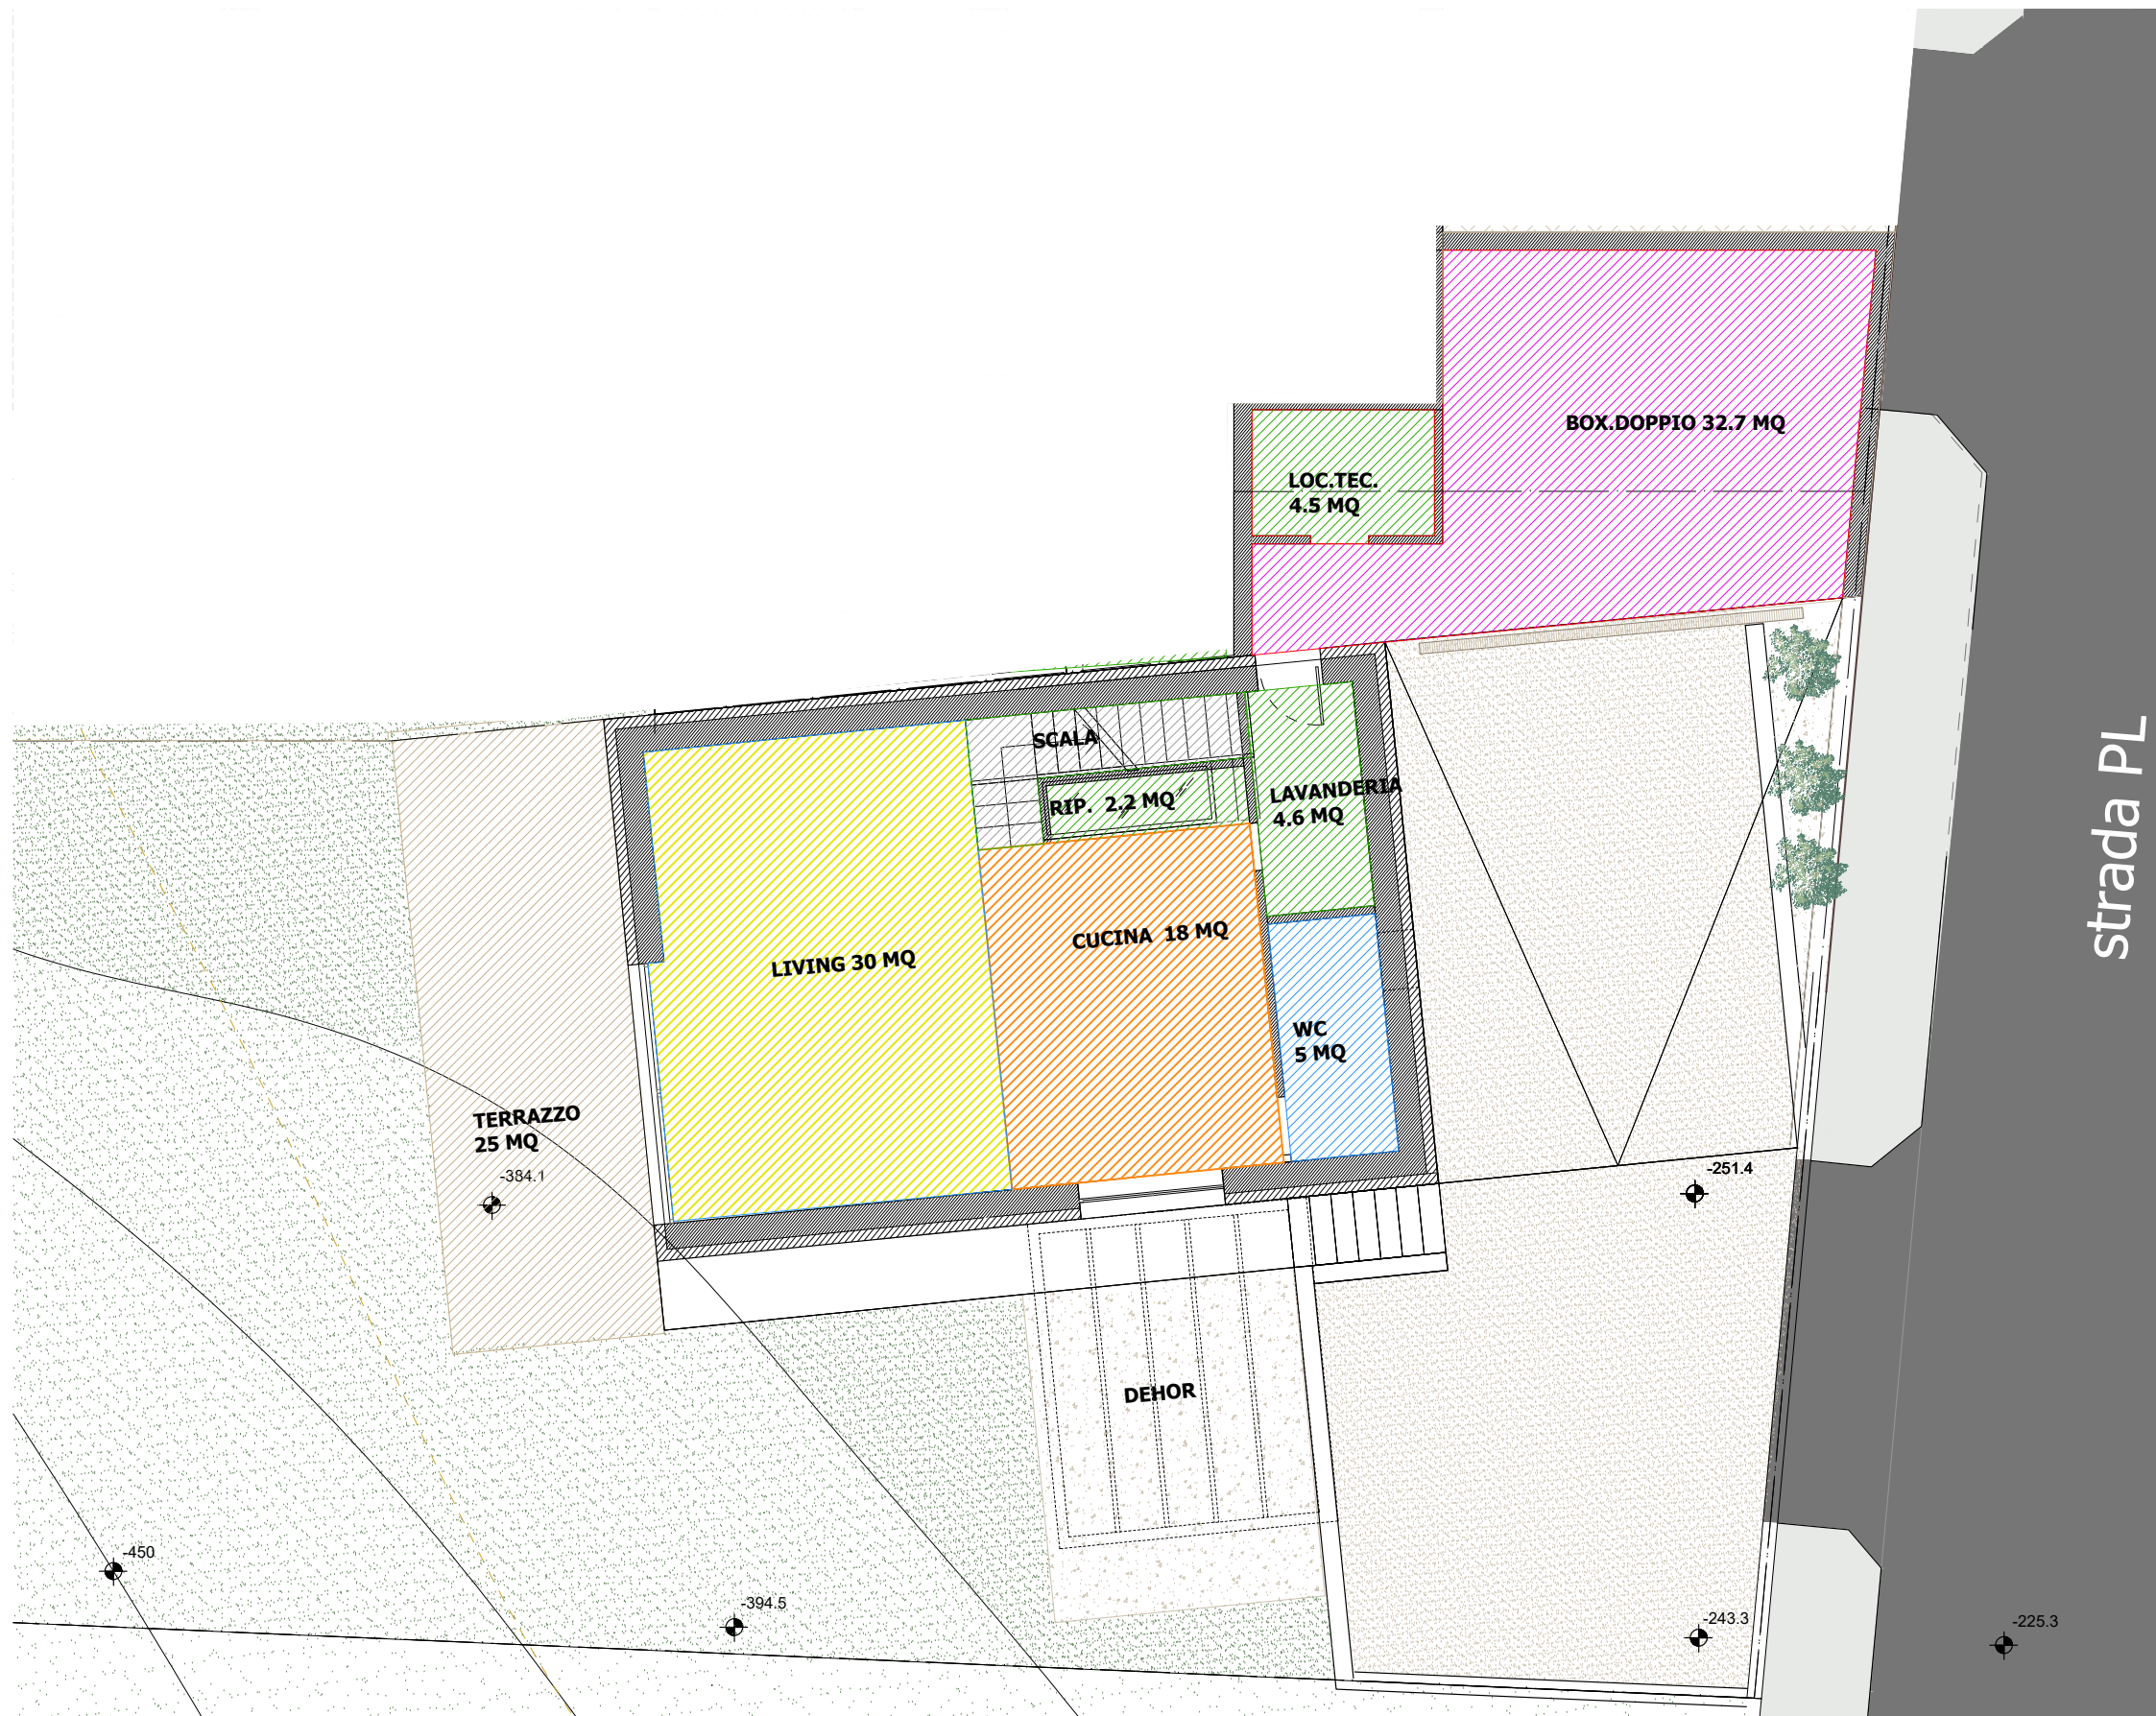 BOX.DOPPIO 32.7 MQ
LOC.TEC.
4.5 MQ
SCALA
RIP.  2.2 MQ
LAVANDERIA
4.6 MQ
strada PL
CUCINA  18 MQ
LIVING 30 MQ
WC
5 MQ
TERRAZZO
25 MQ
-384.1
-251.4
DEHOR
-450
-394.5
-243.3
-225.3